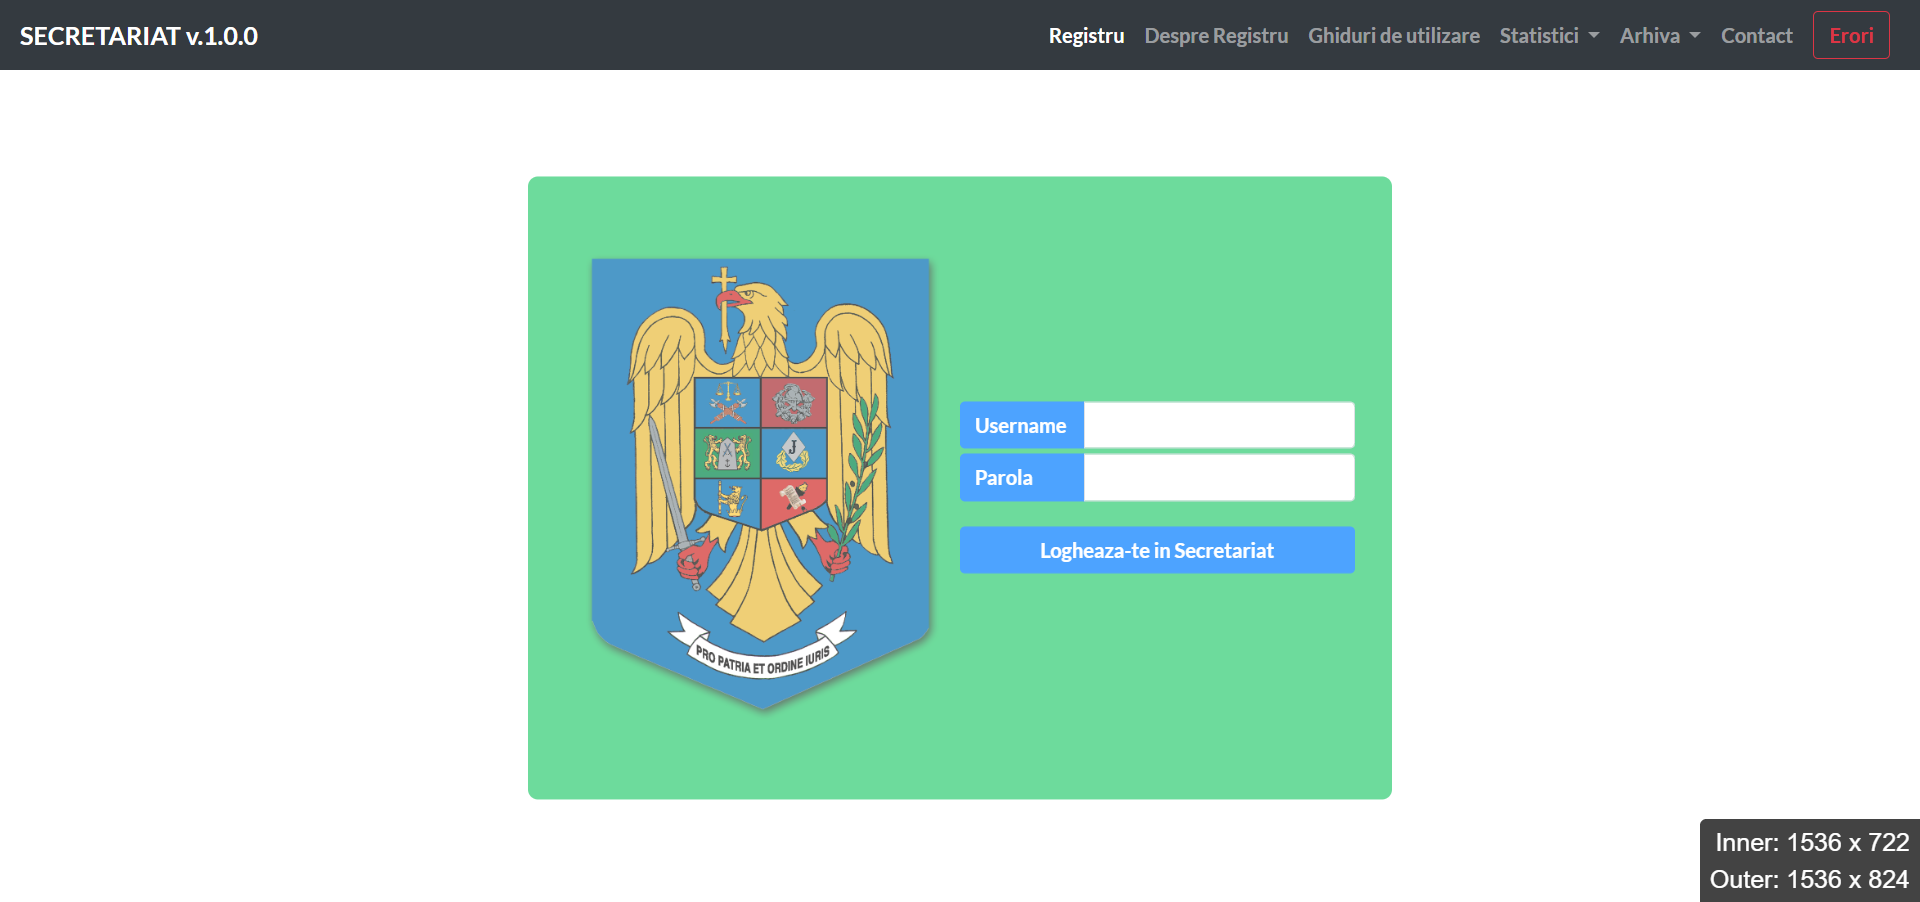 SECRETARIAT v.1.0.0
Registru Despre Registru Ghiduri de utilizare Statistici Arhiva Contact Erori
J
PRO PATRIA ET ORDINE IURIS
Username
Parola
Logheaza-te in Secretariat
Inner: 1536 x 722
Outer: 1536 x 824